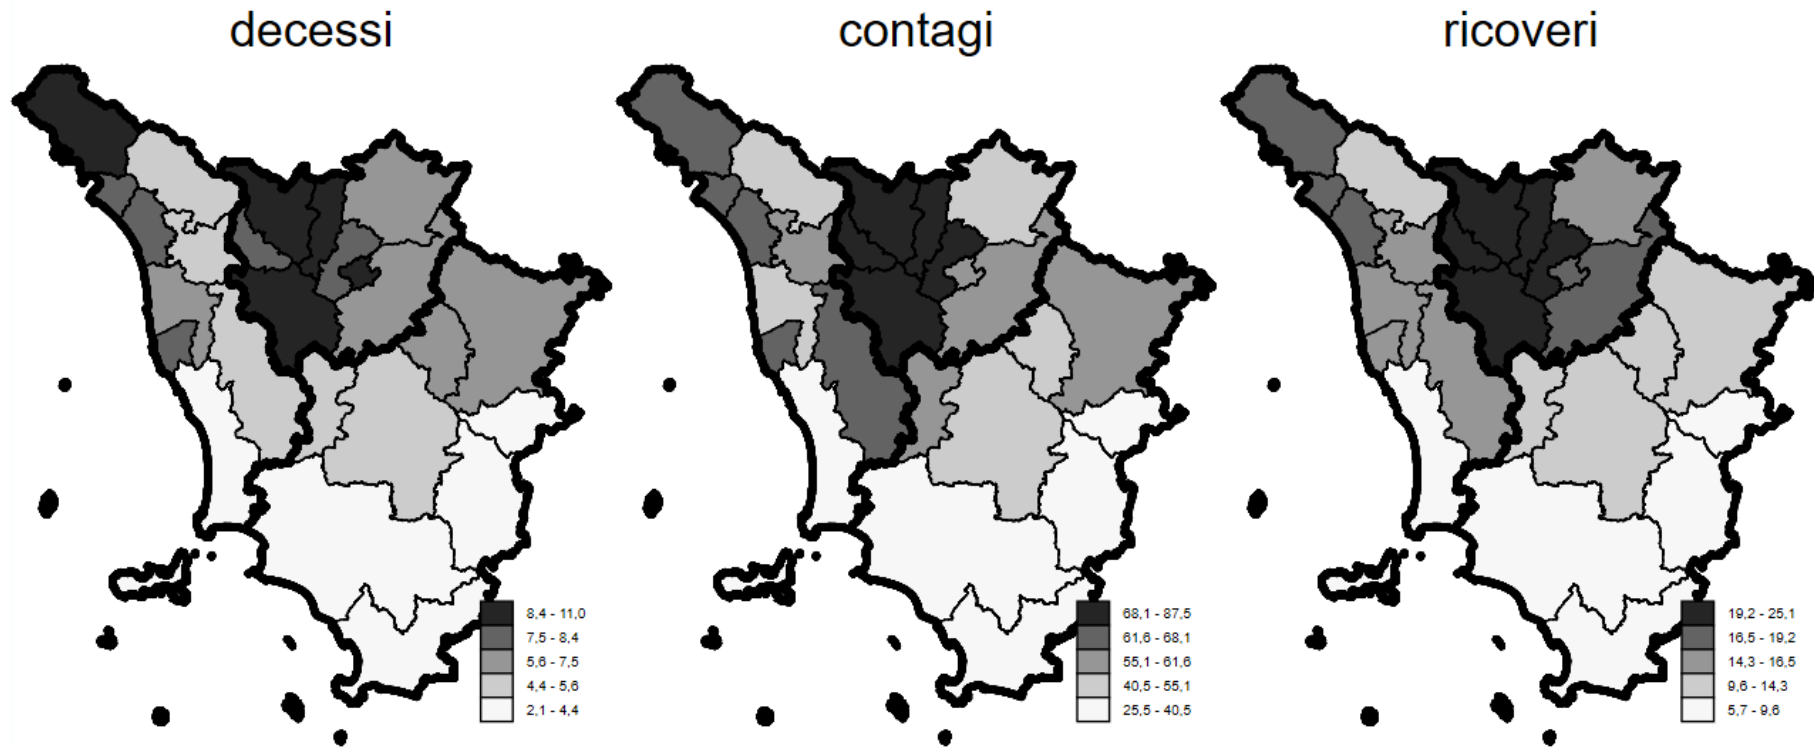 decessi
contagi
ricoveri
8,4 - 11,0
7,5 - 8,4
5,6 - 7,5
4,4 - 5,6
2,1 - 4,4
68,1 - 87,5
61,6 - 68,1
55,1 - 61,6
40,5 - 55,1
25,5 - 40,5
19,2 - 25,1
16,5 - 19,2
14,3 - 16,5
9,6 - 14,3
5,7 - 9,6